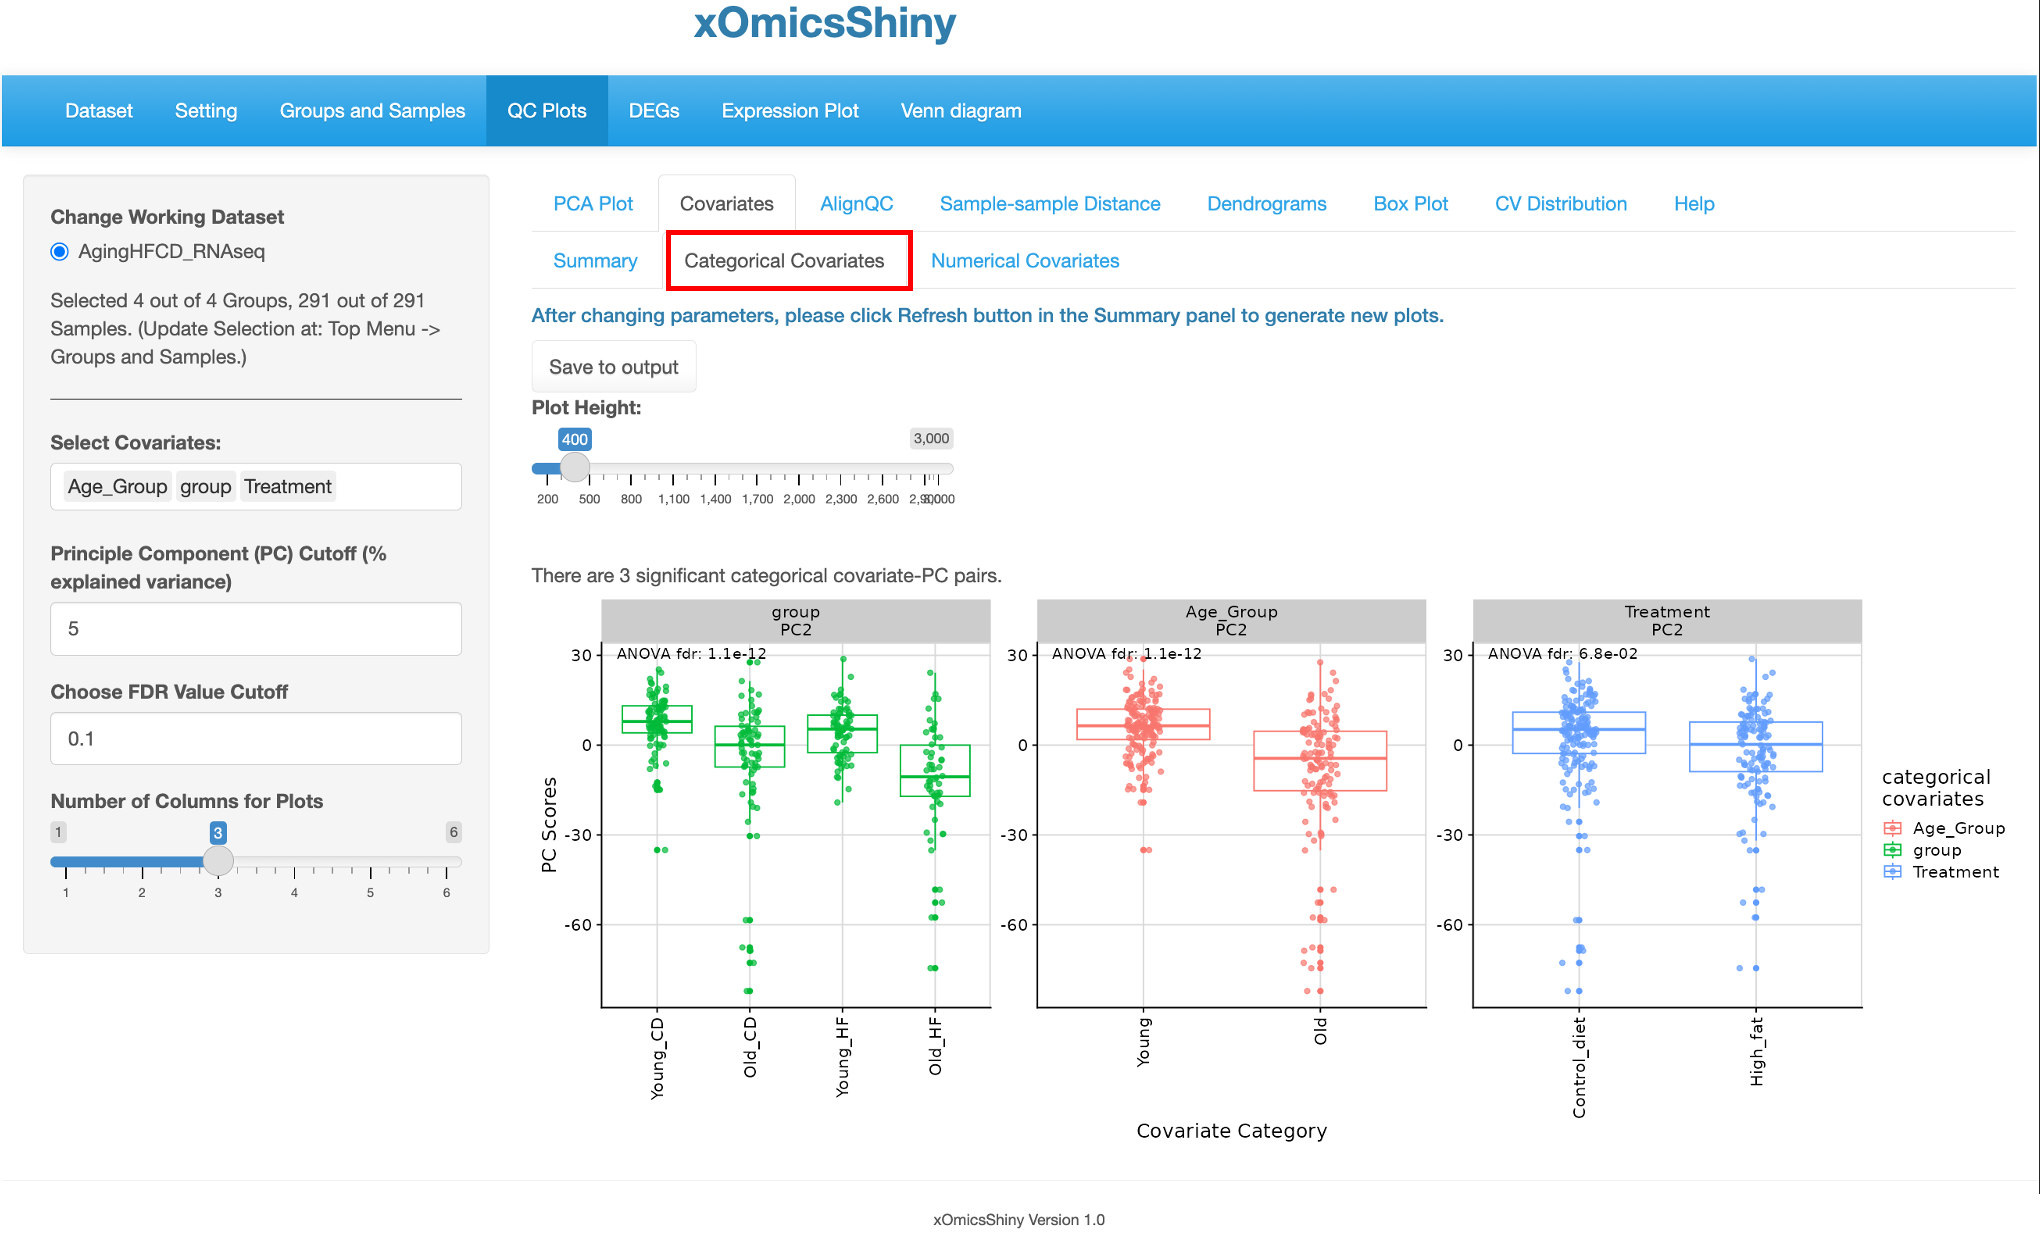 xOmicsShiny
Dataset Setting Groups and Samples QC Plots DEGs Expression Plot Venn diagram
Change Working Dataset
AgingHFCD_RNAseq
Selected 4 out of 4 Groups, 291 out of 291
Samples. (Update Selection at: Top Menu ->
Groups and Samples.)
Select Covariates:
Age_Group group Treatment
Principle Component (PC) Cutoff (%
explained variance)
5
Choose FDR Value Cutoff
0.1
Number of Columns for Plots
1 3 6
1 2 3 4 5 6
PCA Plot Covariates AlignQC Sample-sample Distance Dendrograms Box Plot CV Distribution Help
Summary Categorical Covariates Numerical Covariates
After changing parameters, please click Refresh button in the Summary panel to generate new plots.
Save to output
Plot Height:
400 3,000
200 500 800 1,100 1,400 1,700 2,000 2,300 2,600 2,900 3,000
There are 3 significant categorical covariate-PC pairs.
group
PC2
ANOVA fdr: 1.1e-12
30
0
-30
-60
PC Scores
Young_CD
Old_CD
Young_HF
Old_HF
Age_Group
PC2
ANOVA fdr: 1.1e-12
30
0
-30
-60
Young
Old
Treatment
PC2
ANOVA fdr: 6.8e-02
30
0
-30
-60
Control_diet
High_fat
Covariate Category
categorical
covariates
Age_Group
group
Treatment
xOmicsShiny Version 1.0